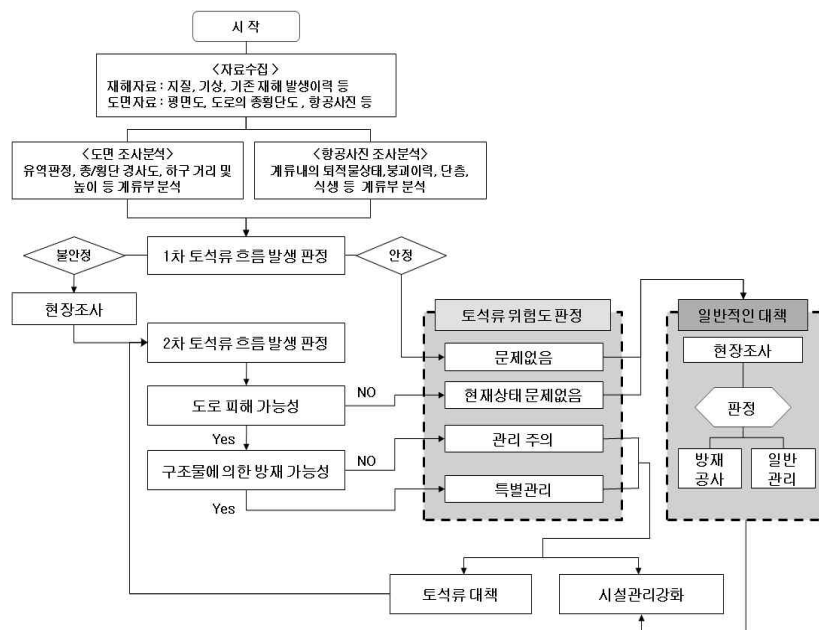 시 작
<자료수집 >
재해자료 : 지질, 기상, 기존 재해 발생이력 등
도면자료 : 평면도, 도로의 종횡단도 , 항공사진 등
<도면 조사분석>
유역판정, 종/횡단 경사도, 하구 거리 및
높이 등 계류부 분석
<항공사진 조사분석>
계류내의 퇴적물상태,붕괴이력, 단층,
식생 등 계류부 분석
불안정
1차 토석류 흐름 발생 판정
안정
현장조사
2차 토석류 흐름 발생 판정
도로 피해 가능성
NO
Yes
구조물에 의한 방재 가능성
NO
Yes
토석류 위험도 판정
문제없음
현재상태 문제없음
관리 주의
특별관리
일반적인 대책
현장조사
판정
방재
공사
일반
관리
토석류 대책
시설관리강화